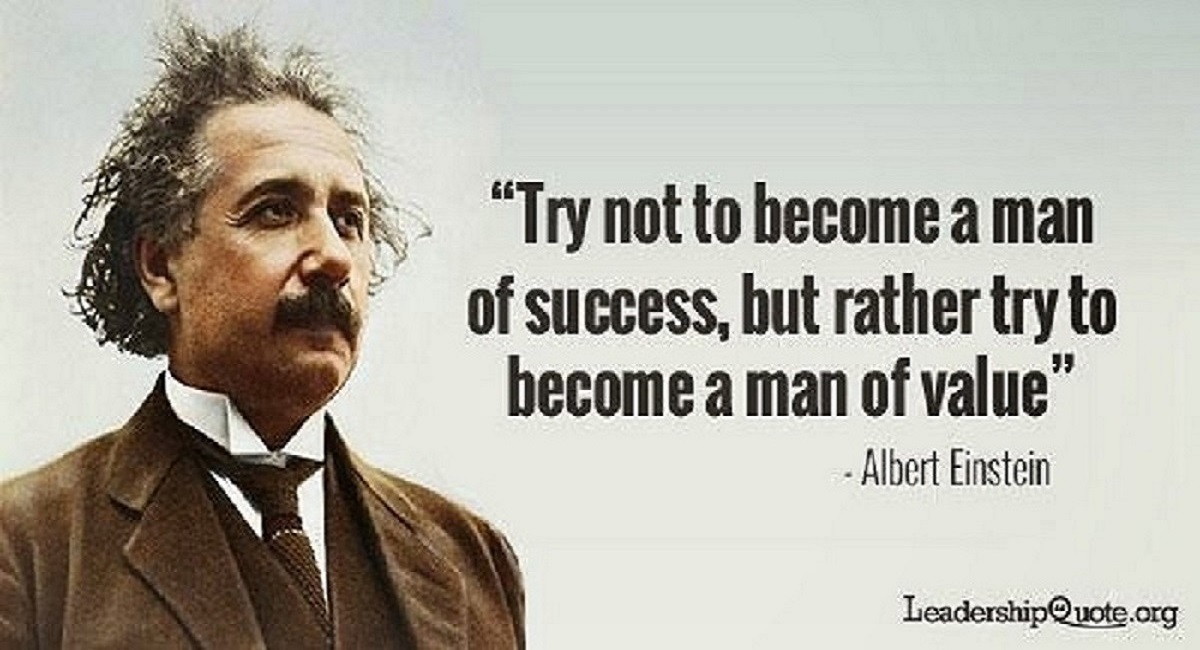 “Try not to become a man
of success, but rather try to
become a man of value”
- Albert Einstein
LeadershipQuote.org